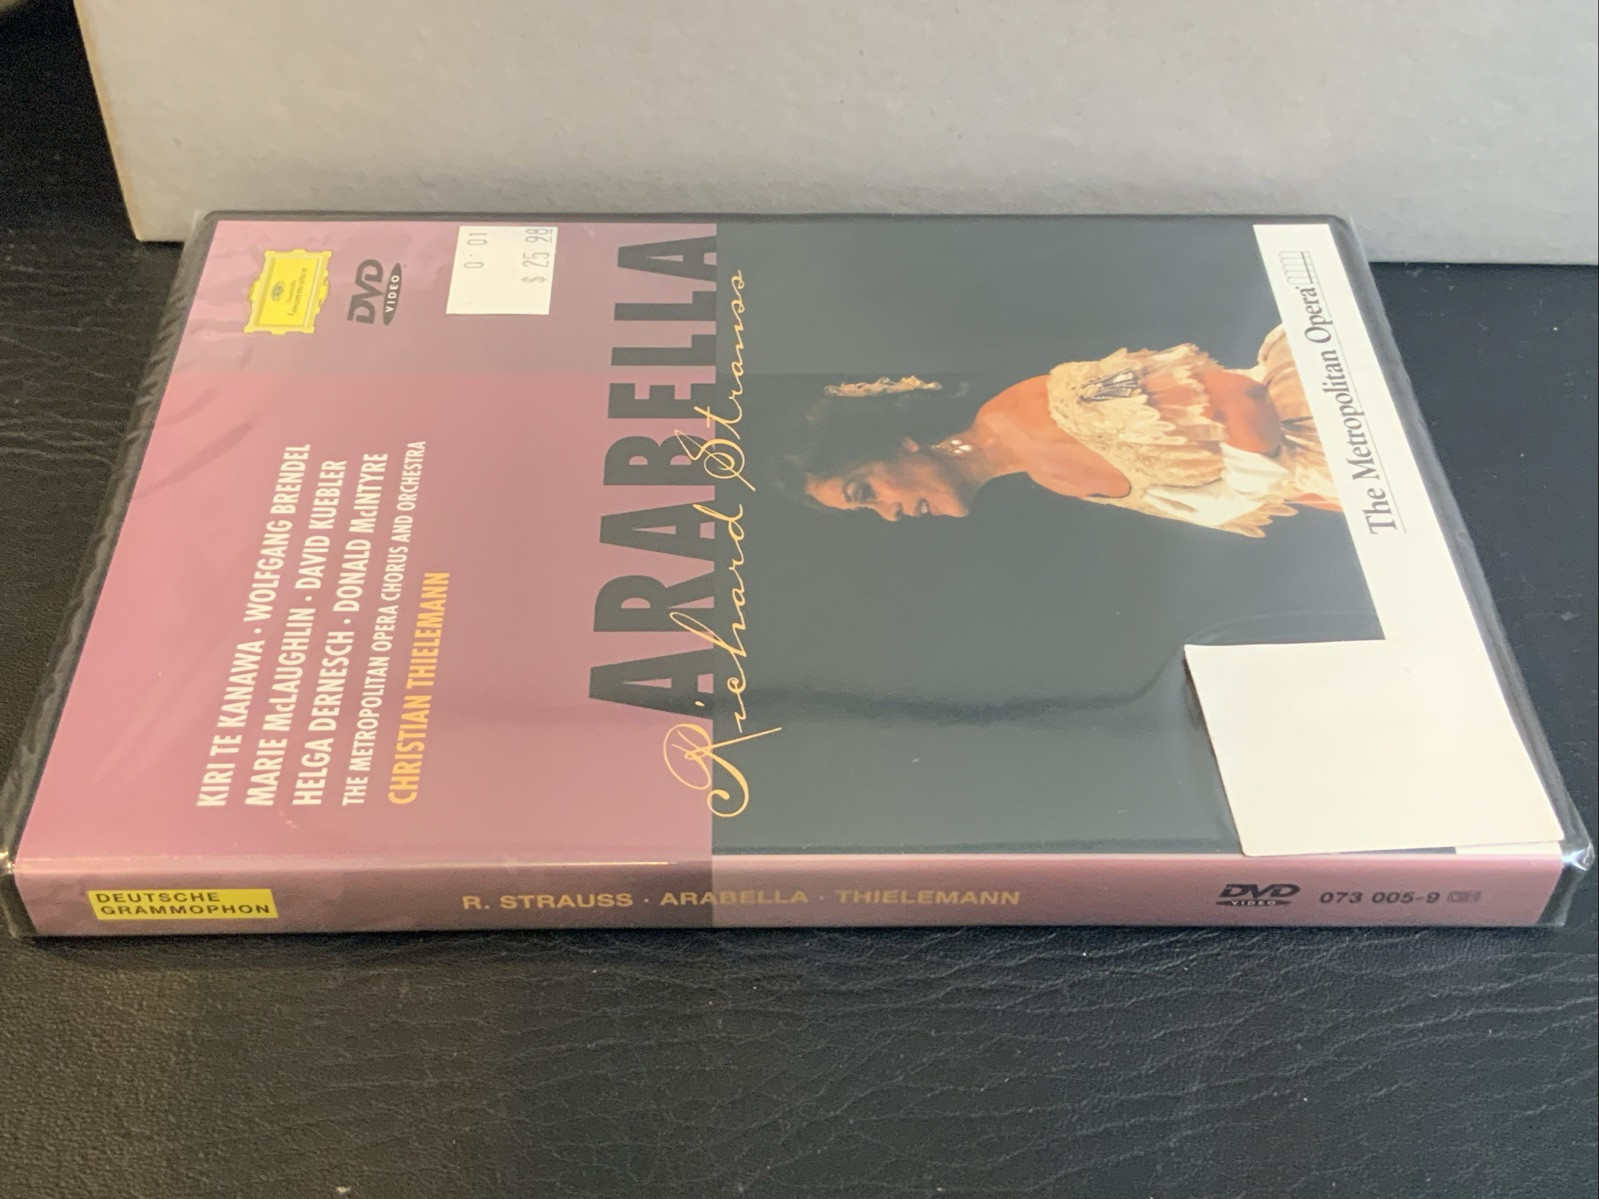 Deutsche
Grammophon
DVD
VIDEO
0 01
$ 25.98
KIRI TE KANAWA · WOLFGANG BRENDEL
MARIE McLAUGHLIN · DAVID KUEBLER
HELGA DERNESCH · DONALD McINTYRE
THE METROPOLITAN OPERA CHORUS AND ORCHESTRA
CHRISTIAN THIELEMANN
ARABELLA
Richard Strauss
The Metropolitan Opera
DEUTSCHE
GRAMMOPHON
R. STRAUSS · ARABELLA · THIELEMANN
DVD
VIDEO
073 005-9